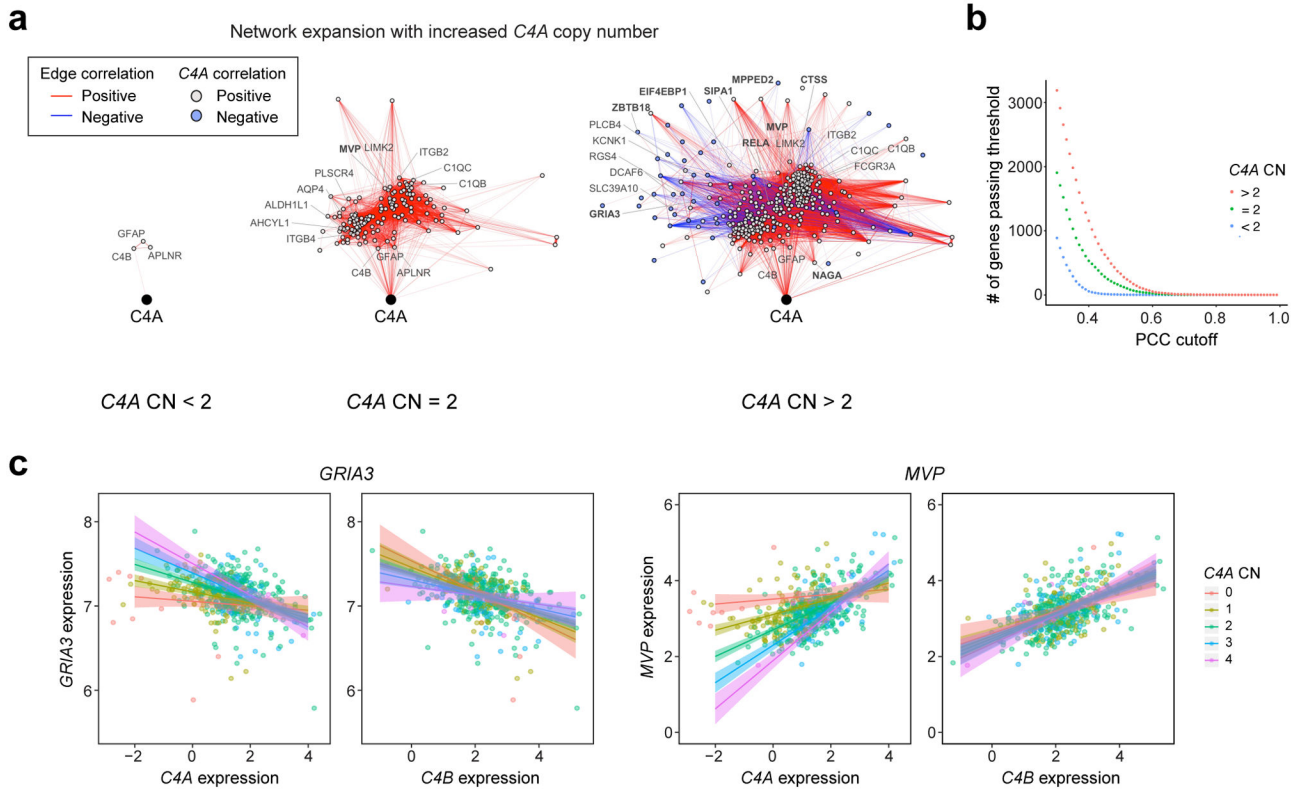 a
Network expansion with increased C4A copy number
Edge correlation
C4A correlation
Positive
Negative
Positive
Negative
GFAP
C4B
APLNR
C4A
C4A CN < 2
MVP
LIMK2
ITGB2
C1QC
C1QB
PLSCR4
AQP4
ALDH1L1
AHCYL1
ITGB4
GFAP
C4B
APLNR
C4A
C4A CN = 2
MPPED2
CTSS
EIF4EBP1
SIPA1
ZBTB18
MVP
PLCB4
RELA
LIMK2
ITGB2
KCNK1
C1QC
C1QB
RGS4
FCGR3A
DCAF6
SLC39A10
GRIA3
GFAP
C4B
NAGA
C4A
C4A CN > 2
b
# of genes passing threshold
3000
2000
1000
0
0.4
0.6
0.8
1.0
PCC cutoff
C4A CN
> 2
= 2
< 2
c
GRIA3
GRIA3 expression
8
7
6
−2
0
2
4
C4A expression
0
2
4
C4B expression
MVP
MVP expression
6
4
2
0
−2
0
2
4
C4A expression
6
4
2
0
0
2
4
C4B expression
C4A CN
0
1
2
3
4